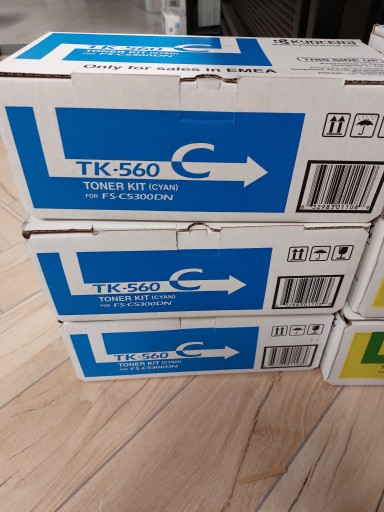 TK-560 C
KYOCERA
THIS SIDE UP
Only for sales in EMEA
TK-560 C
TONER KIT (CYAN)
FOR FS-C5300DN
TK-560 C
TONER KIT (CYAN)
FOR FS-C5300DN
TK-560 C
TONER KIT (CYAN)
FOR FS-C5300DN